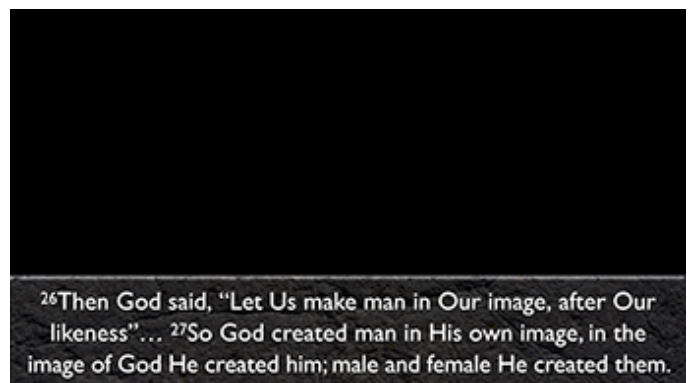 ²⁶Then God said, “Let Us make man in Our image, after Our
likeness”… ²⁷So God created man in His own image, in the
image of God He created him; male and female He created them.